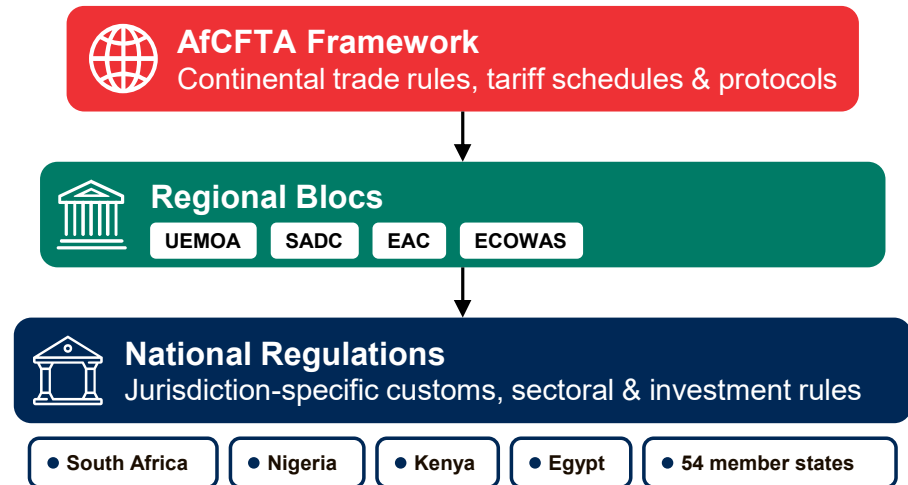 AfCFTA Framework
Continental trade rules, tariff schedules & protocols
Regional Blocs
UEMOA SADC EAC ECOWAS
National Regulations
Jurisdiction-specific customs, sectoral & investment rules
• South Africa • Nigeria • Kenya • Egypt • 54 member states